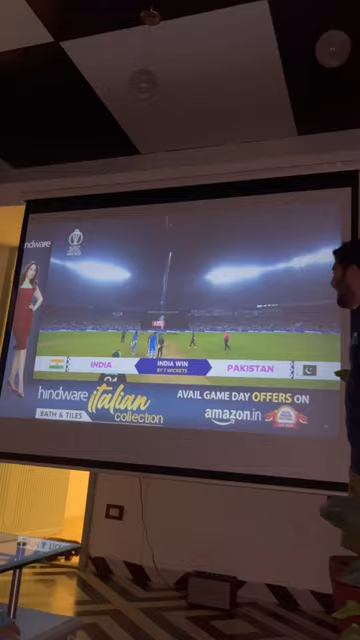 ndware
INDIA
INDIA WIN
BY 7 WICKETS
PAKISTAN
hindware
italian
collection
BATH & TILES
AVAIL GAME DAY OFFERS ON
amazon.in